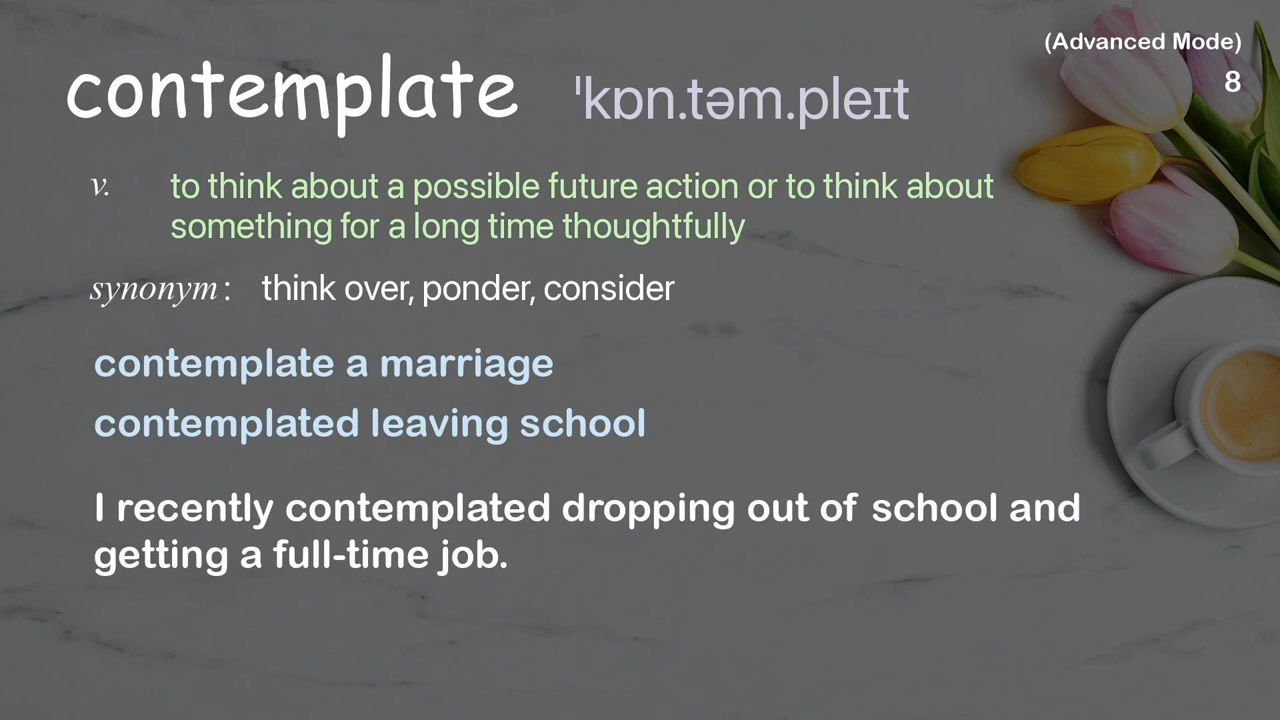 (Advanced Mode)
8
contemplate ˈkɒn.təm.pleɪt
v. to think about a possible future action or to think about
something for a long time thoughtfully
synonym: think over, ponder, consider
contemplate a marriage
contemplated leaving school
I recently contemplated dropping out of school and
getting a full-time job.